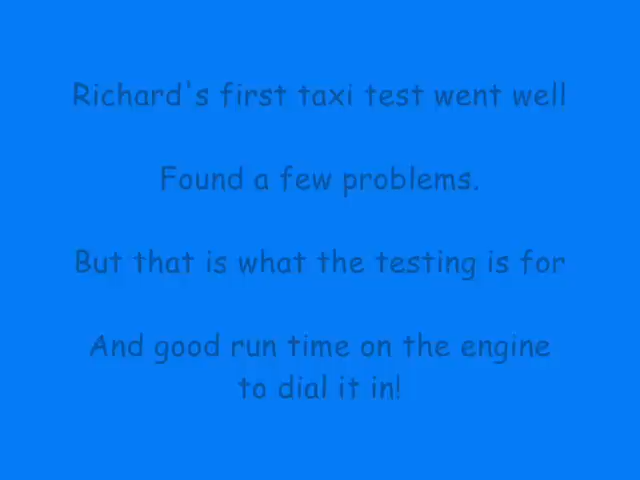 Richard's first taxi test went well
Found a few problems.
But that is what the testing is for
And good run time on the engine
to dial it in!